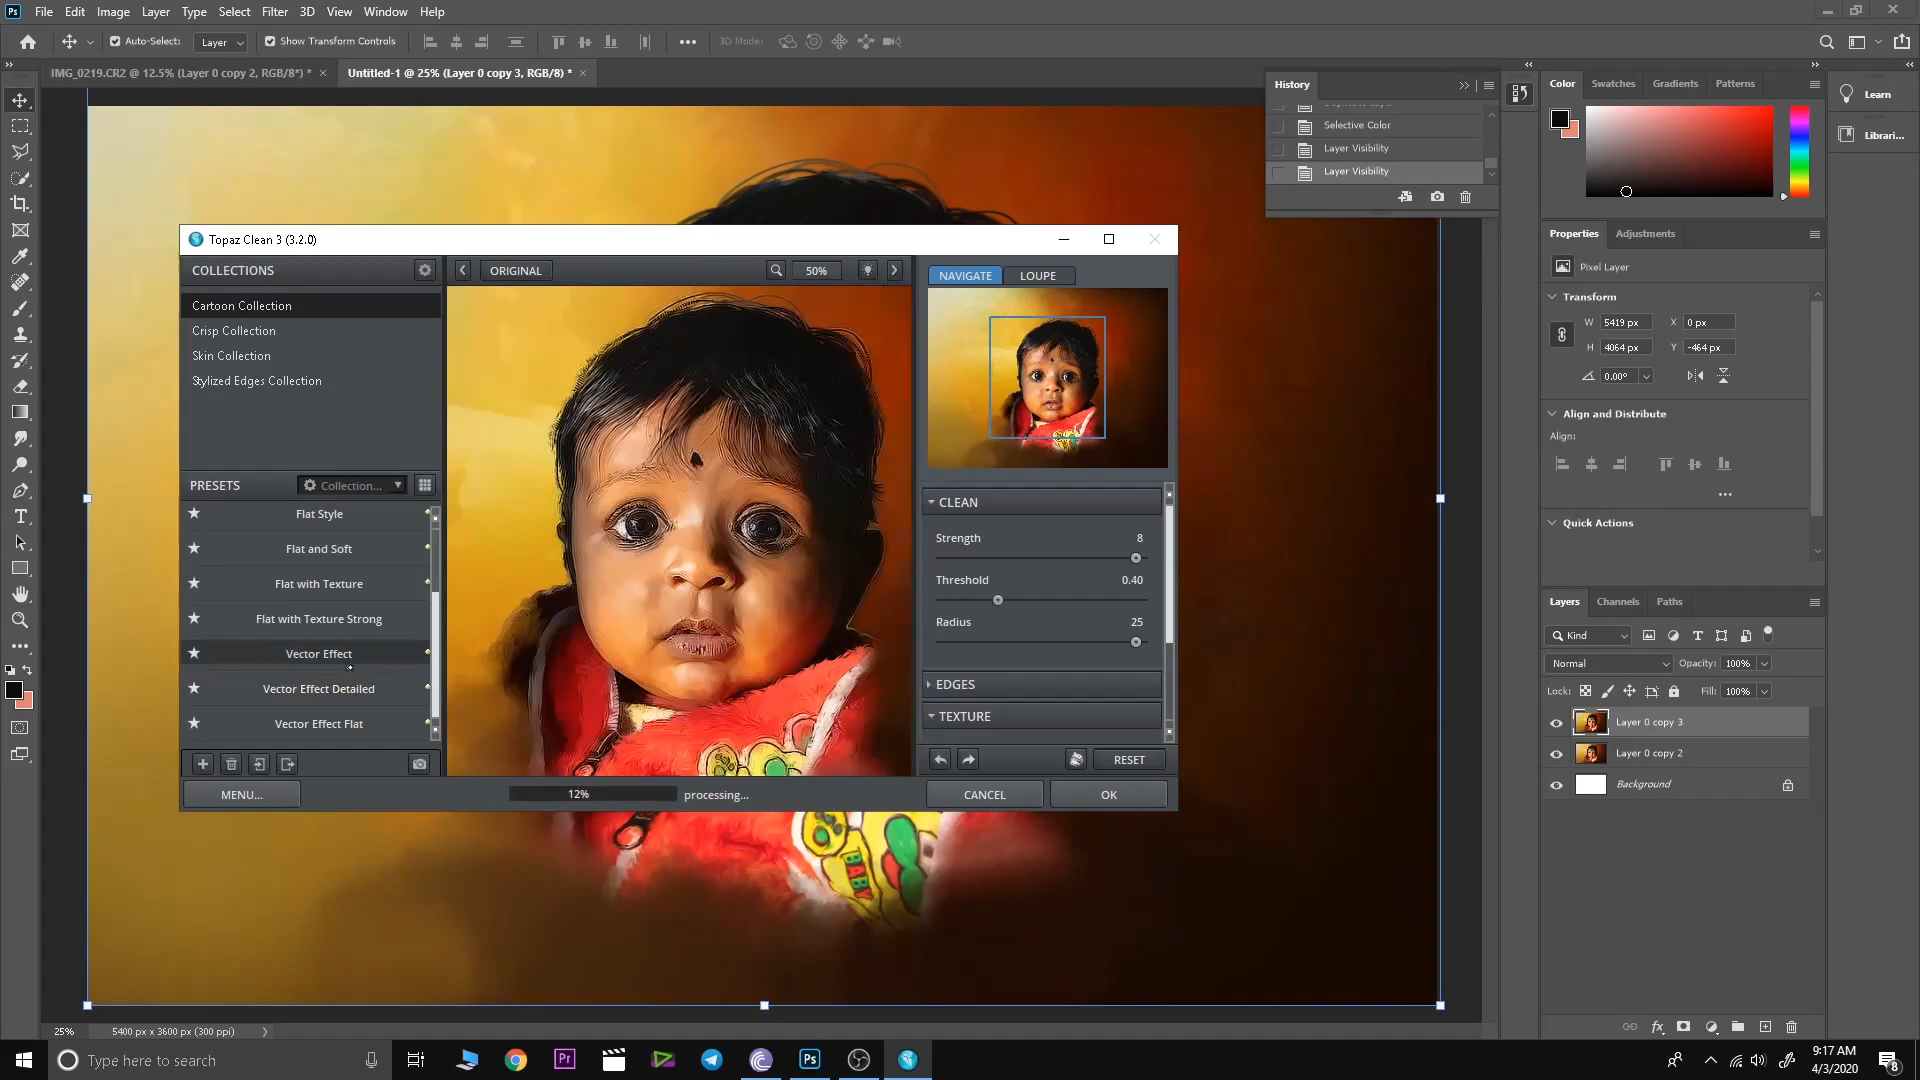 Ps File Edit Image Layer Type Select Filter 3D View Window Help
Auto-Select: Layer Show Transform Controls 3D Mode:
IMG_0219.CR2 @ 12.5% (Layer 0 copy 2, RGB/8*) * × Untitled-1 @ 25% (Layer 0 copy 3, RGB/8) * ×
History
Selective Color
Layer Visibility
Layer Visibility
Color Swatches Gradients Patterns
Learn
Librari...
Properties Adjustments
Pixel Layer
Transform
W 5419 px X 0 px
H 4064 px Y -464 px
0.00°
Align and Distribute
Align:
Quick Actions
Layers Channels Paths
Kind
Normal Opacity: 100%
Lock: Fill: 100%
Layer 0 copy 3
Layer 0 copy 2
Background
Topaz Clean 3 (3.2.0)
COLLECTIONS
Cartoon Collection
Crisp Collection
Skin Collection
Stylized Edges Collection
PRESETS Collection...
Flat Style
Flat and Soft
Flat with Texture
Flat with Texture Strong
Vector Effect
Vector Effect Detailed
Vector Effect Flat
MENU...
ORIGINAL 50%
12% processing...
NAVIGATE LOUPE
CLEAN
Strength 8
Threshold 0.40
Radius 25
EDGES
TEXTURE
RESET
CANCEL OK
BABY
25% 5400 px x 3600 px (300 ppi)
Type here to search
Pr
Ps
9:17 AM
4/3/2020
8